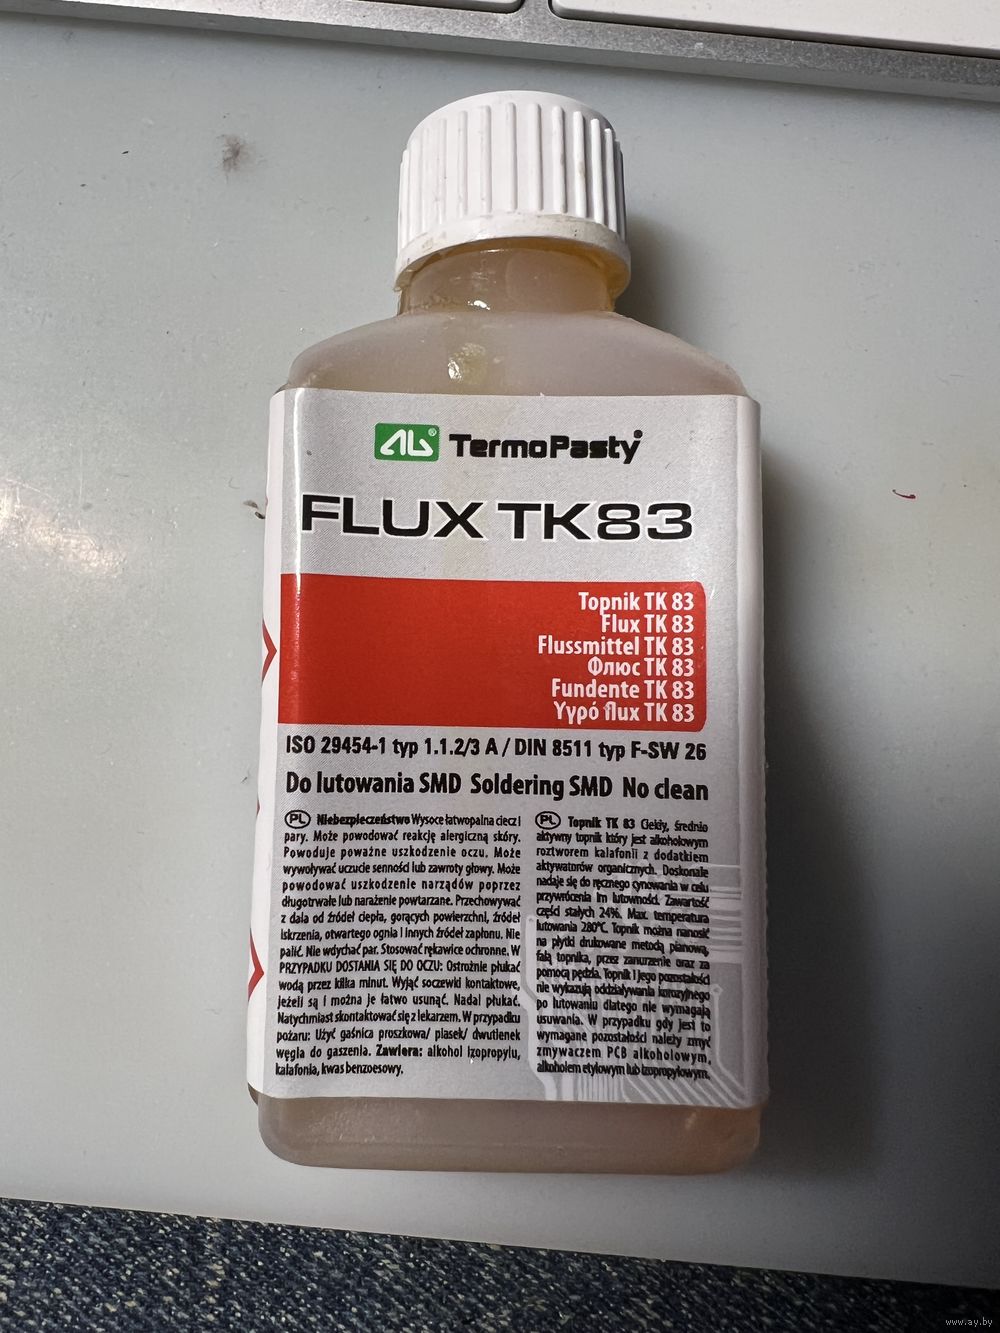 AG® TermoPasty
FLUX TK83
Topnik TK 83
Flux TK 83
Flussmittel TK 83
Флюс TK 83
Fundente TK 83
Υγρό flux TK 83
ISO 29454-1 typ 1.1.2/3 A / DIN 8511 typ F-SW 26
Do lutowania SMD Soldering SMD No clean
PL Niebezpieczeństwo Wysoce łatwopalna ciecz i
pary. Może powodować reakcję alergiczną skóry.
Powoduje poważne uszkodzenie oczu. Może
wywoływać uczucie senności lub zawroty głowy. Może
powodować uszkodzenie narządów poprzez
długotrwałe lub narażenie powtarzane. Przechowywać
z dala od źródeł ciepła, gorących powierzchni, źródeł
iskrzenia, otwartego ognia i innych źródeł zapłonu. Nie
palić. Nie wdychać par. Stosować rękawice ochronne. W
PRZYPADKU DOSTANIA SIĘ DO OCZU: Ostrożnie płukać
wodą przez kilka minut. Wyjąć soczewki kontaktowe,
jeżeli są i można je łatwo usunąć. Nadal płukać.
Natychmiast skontaktować się z lekarzem. W przypadku
pożaru: Użyć gaśnica proszkowa/ piasek/ dwutlenek
węgla do gaszenia. Zawiera: alkohol izopropylu,
kalafonia, kwas benzoesowy.
PL Topnik TK 83 Ciekły, średnio
aktywny topnik który jest alkoholowym
roztworem kalafonii z dodatkiem
aktywatorów organicznych. Doskonale
nadaje się do ręcznego cynowania w celu
przywrócenia im lutowności. Zawartość
części stałych 24%. Max. temperatura
lutowania 280°C. Topnik można nanosić
na płytki drukowane metodą pianową,
falą topnika, przez zanurzenie oraz za
pomocą pędzla. Topnik i jego pozostałości
nie wykazują oddziaływania korozyjnego
po lutowaniu dlatego nie wymagają
usuwania. W przypadku gdy jest to
wymagane pozostałości należy zmyć
zmywaczem PCB alkoholowym,
alkoholem etylowym lub izopropylowym.
www.ay.by